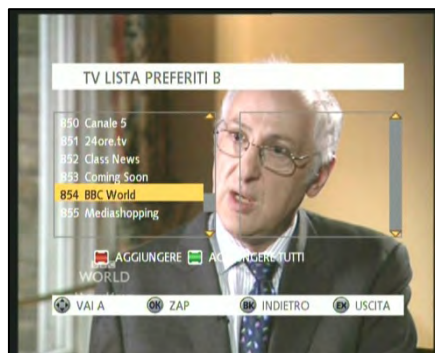 TV LISTA PREFERITI B
850 Canale 5
851 24ore.tv
852 Class News
853 Coming Soon
854 BBC World
855 Mediashopping
AGGIUNGERE AGGIUNGERE TUTTI
WORLD
VAI A OK ZAP BK INDIETRO EX USCITA